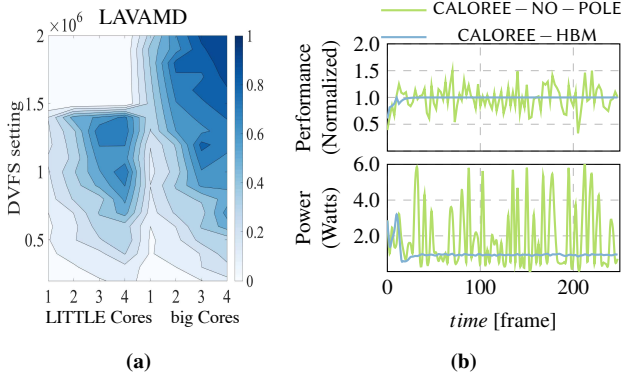 LAVAMD
×10⁶
DVFS setting
2
1.5
1
0.5
1 2 3 4 1 2 3 4
LITTLE Cores big Cores
1
0.8
0.6
0.4
0.2
0
(a)
CALOREE – NO – POLE
CALOREE – HBM
Performance
(Normalized)
2.0
1.5
1.0
0.5
Power
(Watts)
6.0
4.0
2.0
0 100 200
time [frame]
(b)